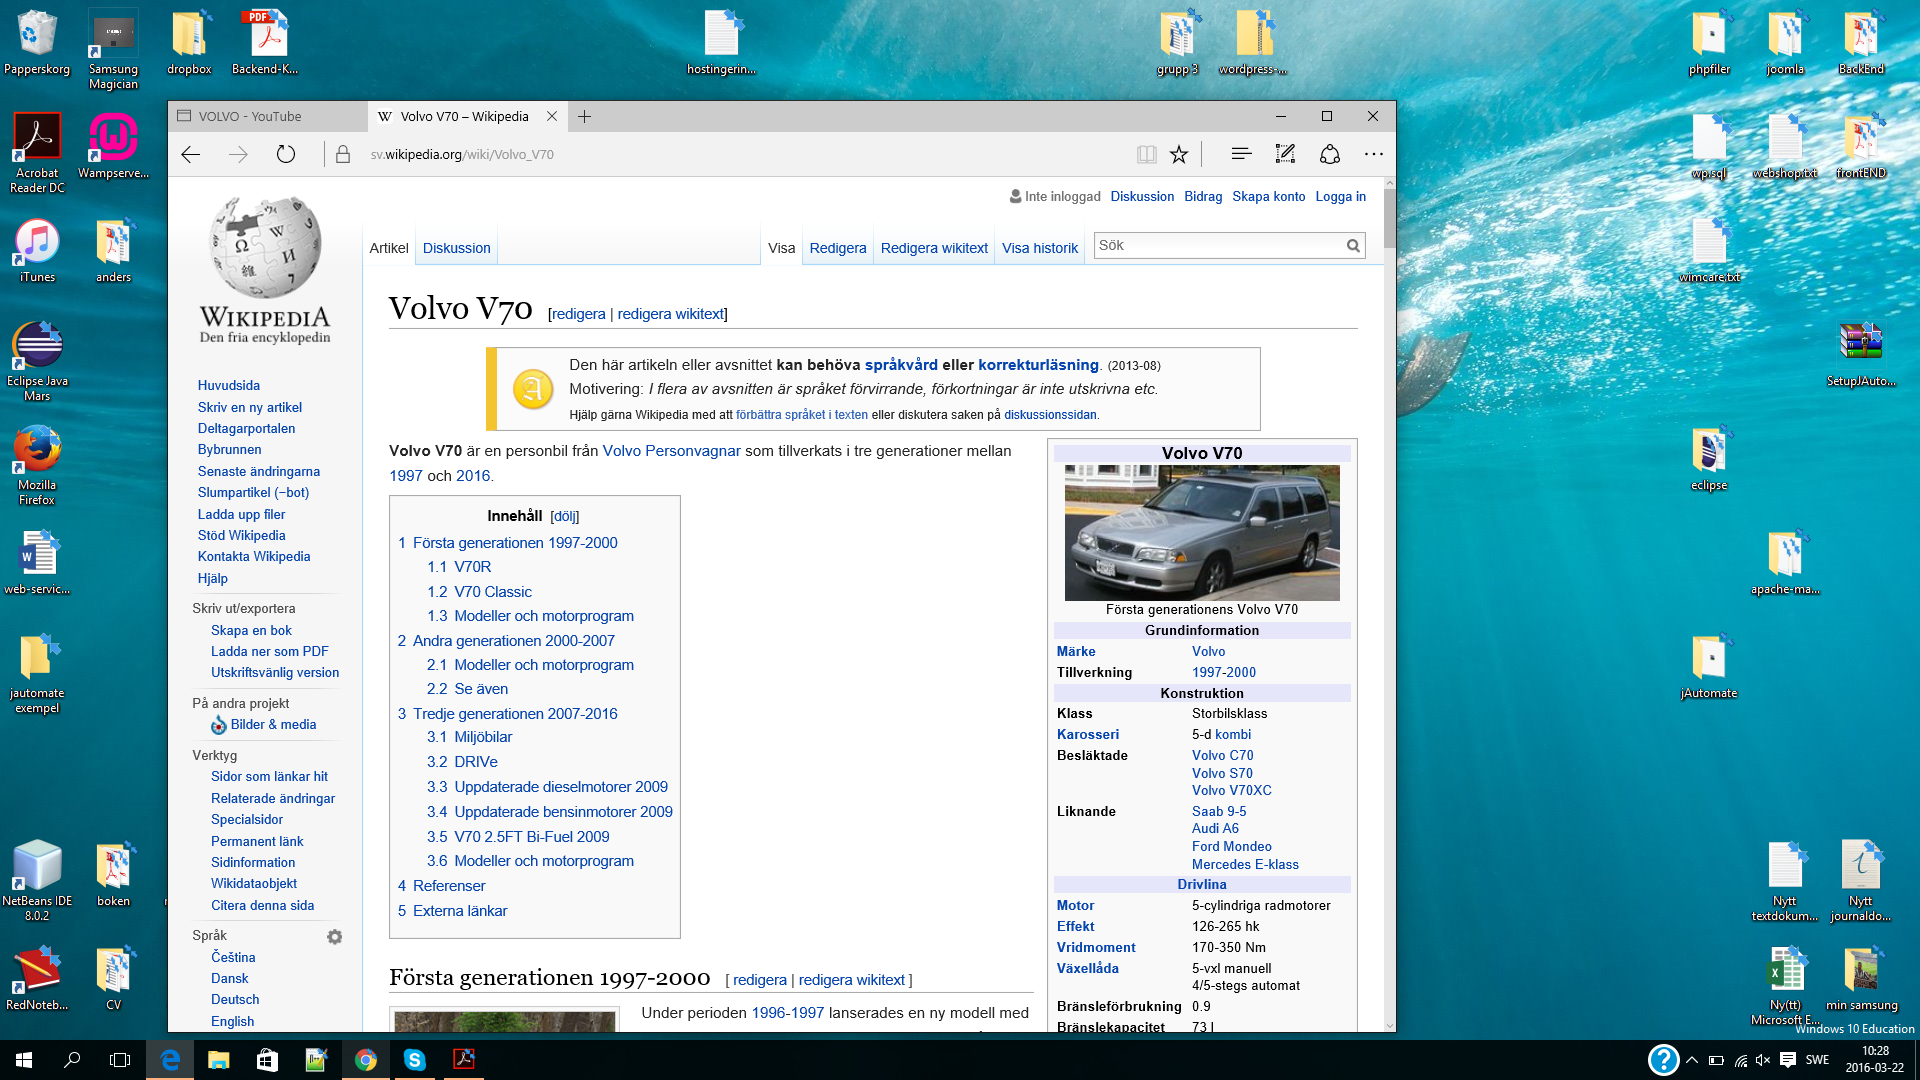 Papperskorg
Samsung
Magician
dropbox
Backend-K...
hostingerin...
grupp 3
wordpress-...
phpfiler
joomla
BackEnd
Acrobat
Reader DC
Wampserve...
wp.sql
webshop.txt
frontEND
iTunes
anders
wimcare.txt
Eclipse Java
Mars
SetupJAuto...
Mozilla
Firefox
eclipse
web-servic...
apache-ma...
jautomate
exempel
jAutomate
NetBeans IDE
8.0.2
boken
Nytt
textdokum...
Nytt
journaldo...
RedNoteb...
CV
Ny(tt)
Microsoft E...
min samsung
VOLVO - YouTube
Volvo V70 – Wikipedia
sv.wikipedia.org/wiki/Volvo_V70
WIKIPEDIA
Den fria encyklopedin
Inte inloggad Diskussion Bidrag Skapa konto Logga in
Artikel Diskussion Visa Redigera Redigera wikitext Visa historik Sök
Huvudsida
Skriv en ny artikel
Deltagarportalen
Bybrunnen
Senaste ändringarna
Slumpartikel (−bot)
Ladda upp filer
Stöd Wikipedia
Kontakta Wikipedia
Hjälp
Skriv ut/exportera
Skapa en bok
Ladda ner som PDF
Utskriftsvänlig version
På andra projekt
Bilder & media
Verktyg
Sidor som länkar hit
Relaterade ändringar
Specialsidor
Permanent länk
Sidinformation
Wikidataobjekt
Citera denna sida
Språk
Čeština
Dansk
Deutsch
English
Volvo V70 [redigera | redigera wikitext]
Den här artikeln eller avsnittet kan behöva språkvård eller korrekturläsning. (2013-08)
Motivering: I flera av avsnitten är språket förvirrande, förkortningar är inte utskrivna etc.
Hjälp gärna Wikipedia med att förbättra språket i texten eller diskutera saken på diskussionssidan.
Volvo V70 är en personbil från Volvo Personvagnar som tillverkats i tre generationer mellan
1997 och 2016.
Innehåll [dölj]
1 Första generationen 1997-2000
1.1 V70R
1.2 V70 Classic
1.3 Modeller och motorprogram
2 Andra generationen 2000-2007
2.1 Modeller och motorprogram
2.2 Se även
3 Tredje generationen 2007-2016
3.1 Miljöbilar
3.2 DRIVe
3.3 Uppdaterade dieselmotorer 2009
3.4 Uppdaterade bensinmotorer 2009
3.5 V70 2.5FT Bi-Fuel 2009
3.6 Modeller och motorprogram
4 Referenser
5 Externa länkar
Första generationen 1997-2000 [ redigera | redigera wikitext ]
Under perioden 1996-1997 lanserades en ny modell med
Volvo V70
Första generationens Volvo V70
Grundinformation
Märke Volvo
Tillverkning 1997-2000
Konstruktion
Klass Storbilsklass
Karosseri 5-d kombi
Besläktade Volvo C70
Volvo S70
Volvo V70XC
Liknande Saab 9-5
Audi A6
Ford Mondeo
Mercedes E-klass
Drivlina
Motor 5-cylindriga radmotorer
Effekt 126-265 hk
Vridmoment 170-350 Nm
Växellåda 5-vxl manuell
4/5-stegs automat
Bränsleförbrukning 0.9
Bränslekapacitet 73 l
Windows 10 Education
SWE
10:28
2016-03-22